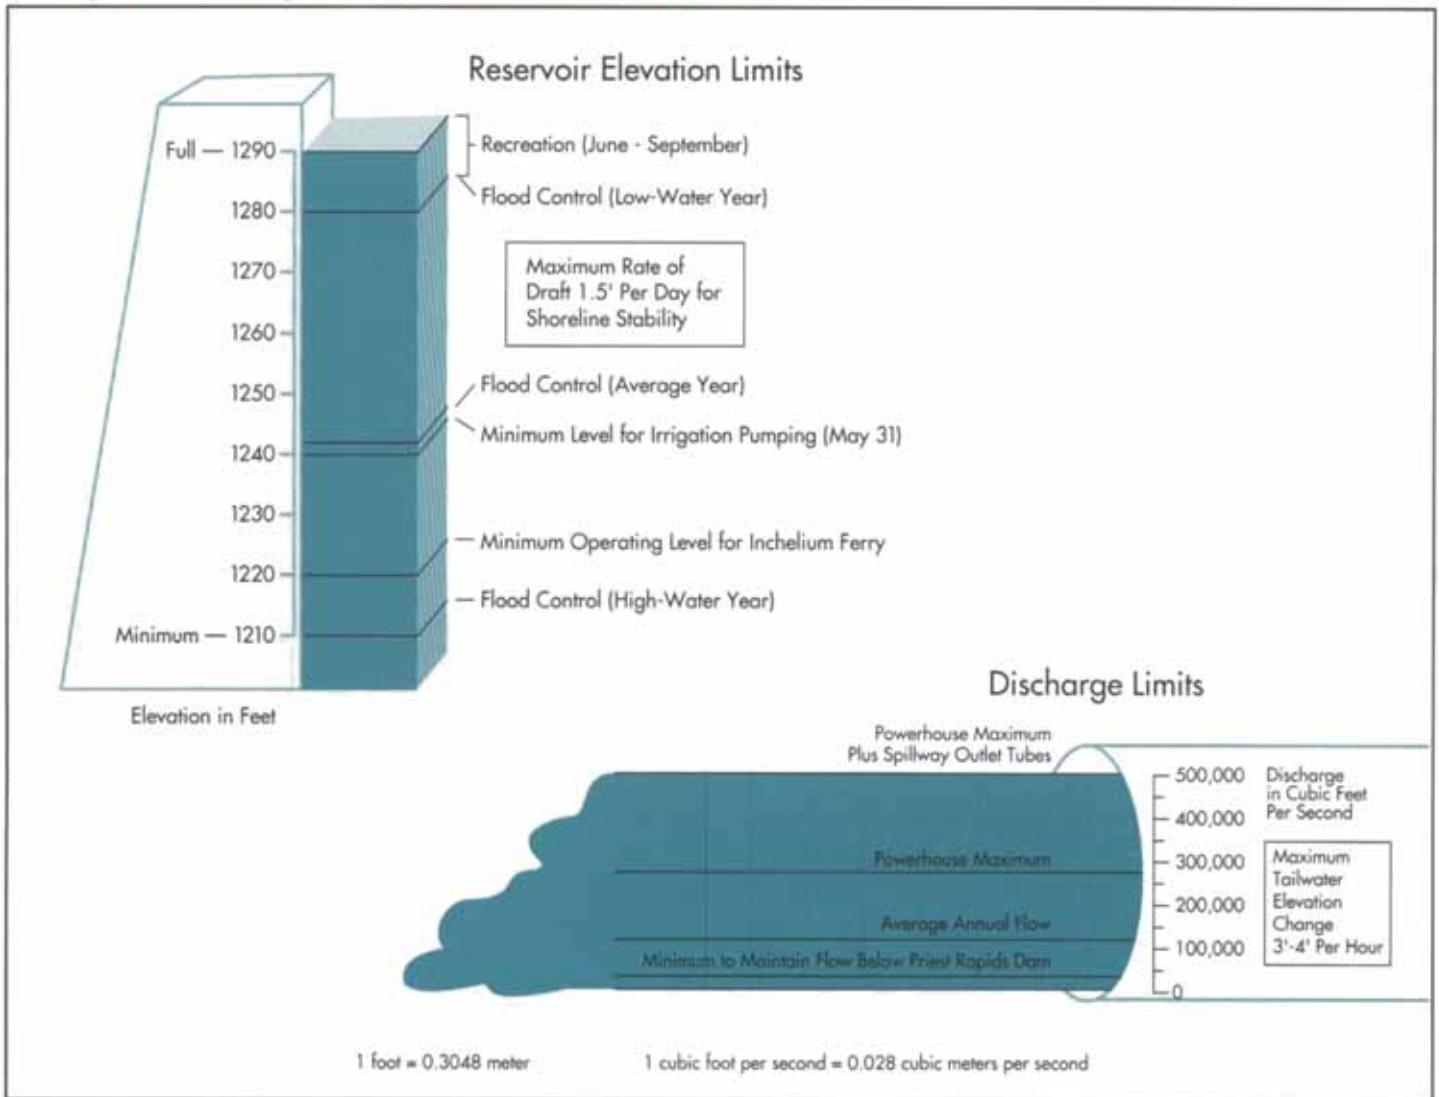 Reservoir Elevation Limits
Full — 1290
1280
1270
1260
1250
1240
1230
1220
Minimum — 1210
Elevation in Feet
Recreation (June - September)
Flood Control (Low-Water Year)
Maximum Rate of
Draft 1.5' Per Day for
Shoreline Stability
Flood Control (Average Year)
Minimum Level for Irrigation Pumping (May 31)
Minimum Operating Level for Inchelium Ferry
Flood Control (High-Water Year)
Discharge Limits
Powerhouse Maximum
Plus Spillway Outlet Tubes
Powerhouse Maximum
Average Annual Flow
Minimum to Maintain Flow Below Priest Rapids Dam
500,000
400,000
300,000
200,000
100,000
0
Discharge
in Cubic Feet
Per Second
Maximum
Tailwater
Elevation
Change
3'-4' Per Hour
1 foot = 0.3048 meter
1 cubic foot per second = 0.028 cubic meters per second